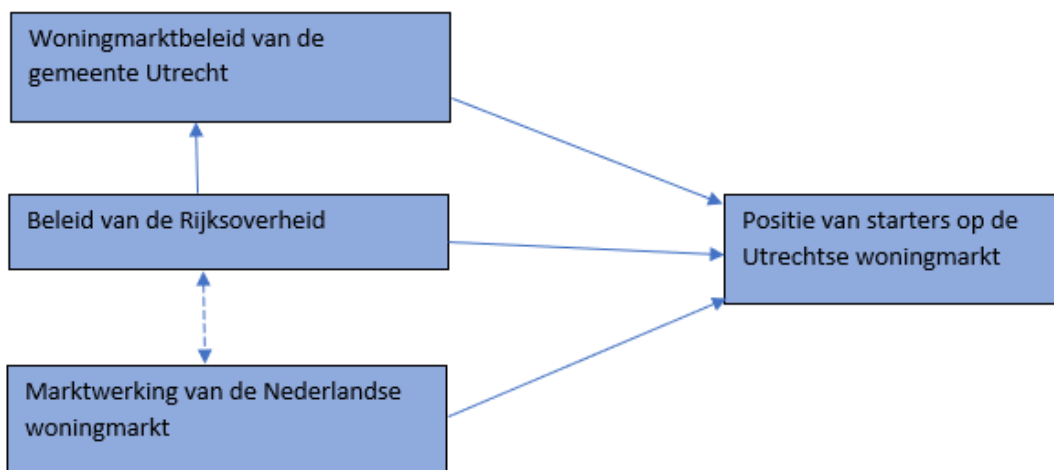 Woningmarktbeleid van de
gemeente Utrecht
Beleid van de Rijksoverheid
Positie van starters op de
Utrechtse woningmarkt
Marktwerking van de Nederlandse
woningmarkt